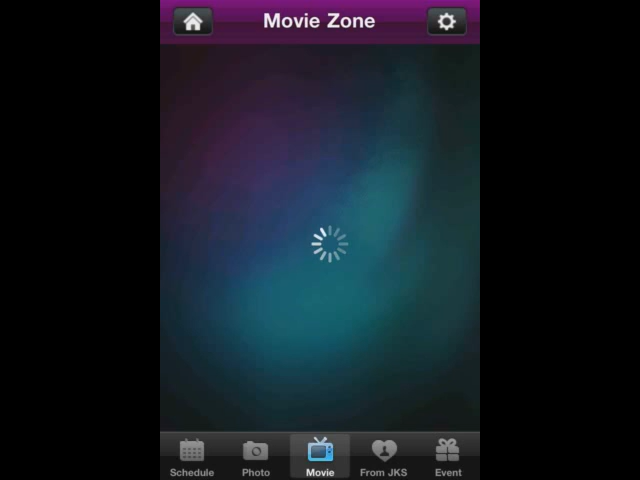 Movie Zone
Schedule
Photo
Movie
From JKS
Event